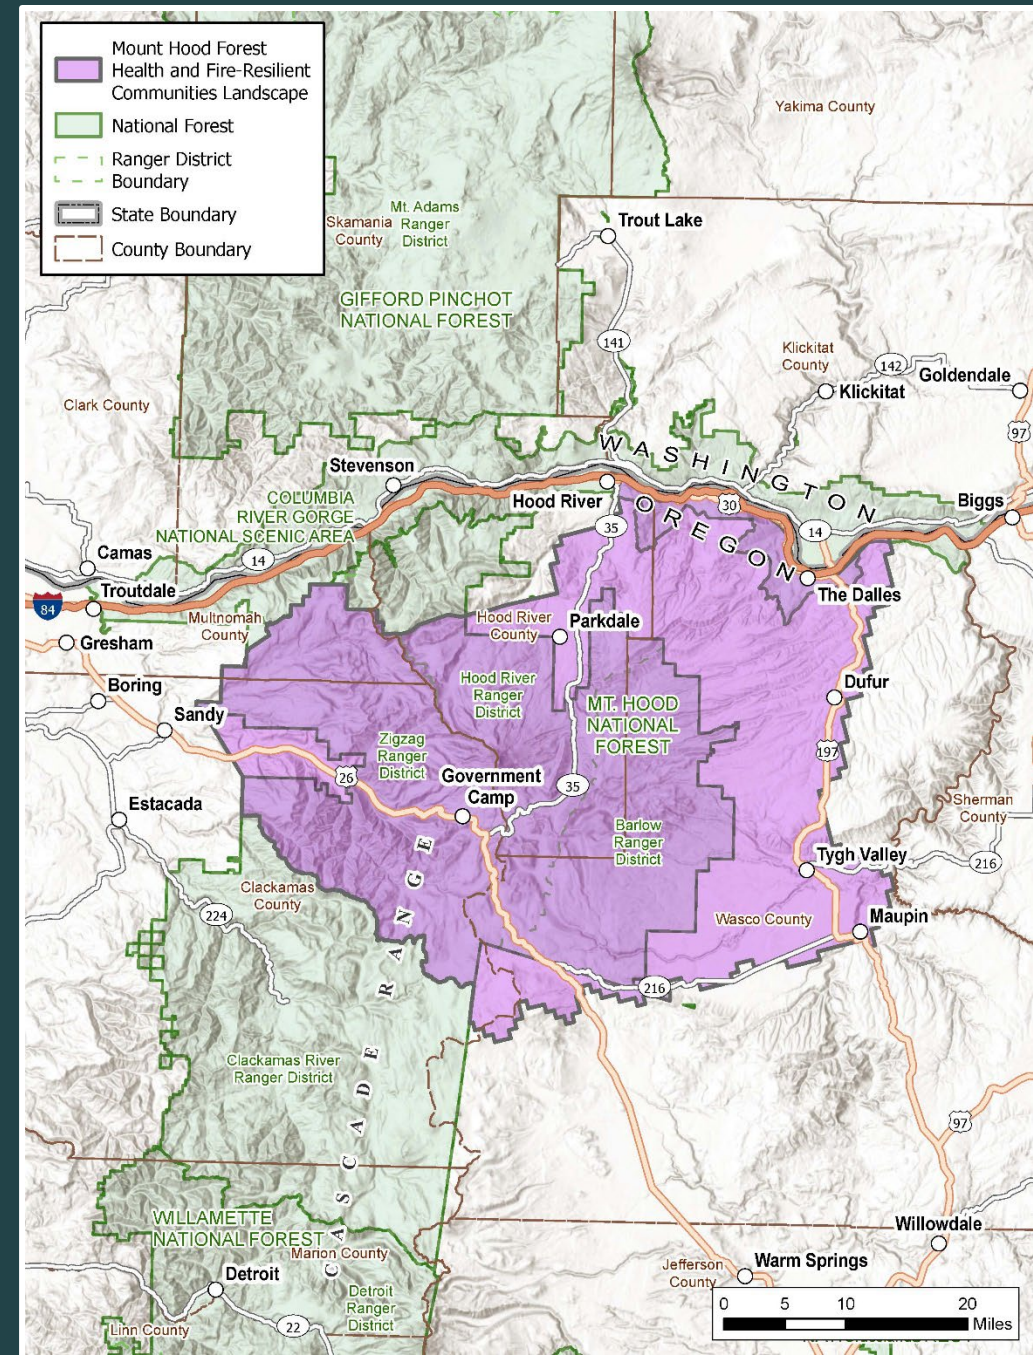 Mount Hood Forest
Health and Fire-Resilient
Communities Landscape
National Forest
Ranger District
Boundary
State Boundary
County Boundary
Yakima County
Mt. Adams
Ranger
District
Skamania
County
Trout Lake
GIFFORD PINCHOT
NATIONAL FOREST
141
Klickitat
County
142
Goldendale
Klickitat
97
Clark County
WASHINGTON
Stevenson
Hood River
COLUMBIA
RIVER GORGE
NATIONAL SCENIC AREA
OREGON
30
Biggs
35
14
14
Camas
Troutdale
84
The Dalles
Multnomah
County
Hood River
County
Parkdale
Gresham
Hood River
Ranger
District
Boring
Dufur
MT. HOOD
NATIONAL
FOREST
Sandy
Zigzag
Ranger
District
197
26
Government
Camp
35
Estacada
Sherman
County
Barlow
Ranger
District
Tygh Valley
216
Clackamas
County
224
Wasco County
Maupin
216
CASCADE RANGE
Clackamas River
Ranger District
97
WILLAMETTE
NATIONAL FOREST
Marion County
Willowdale
Detroit
Jefferson
County
Warm Springs
Detroit
Ranger
District
Linn County
22
0 5 10 20
Miles